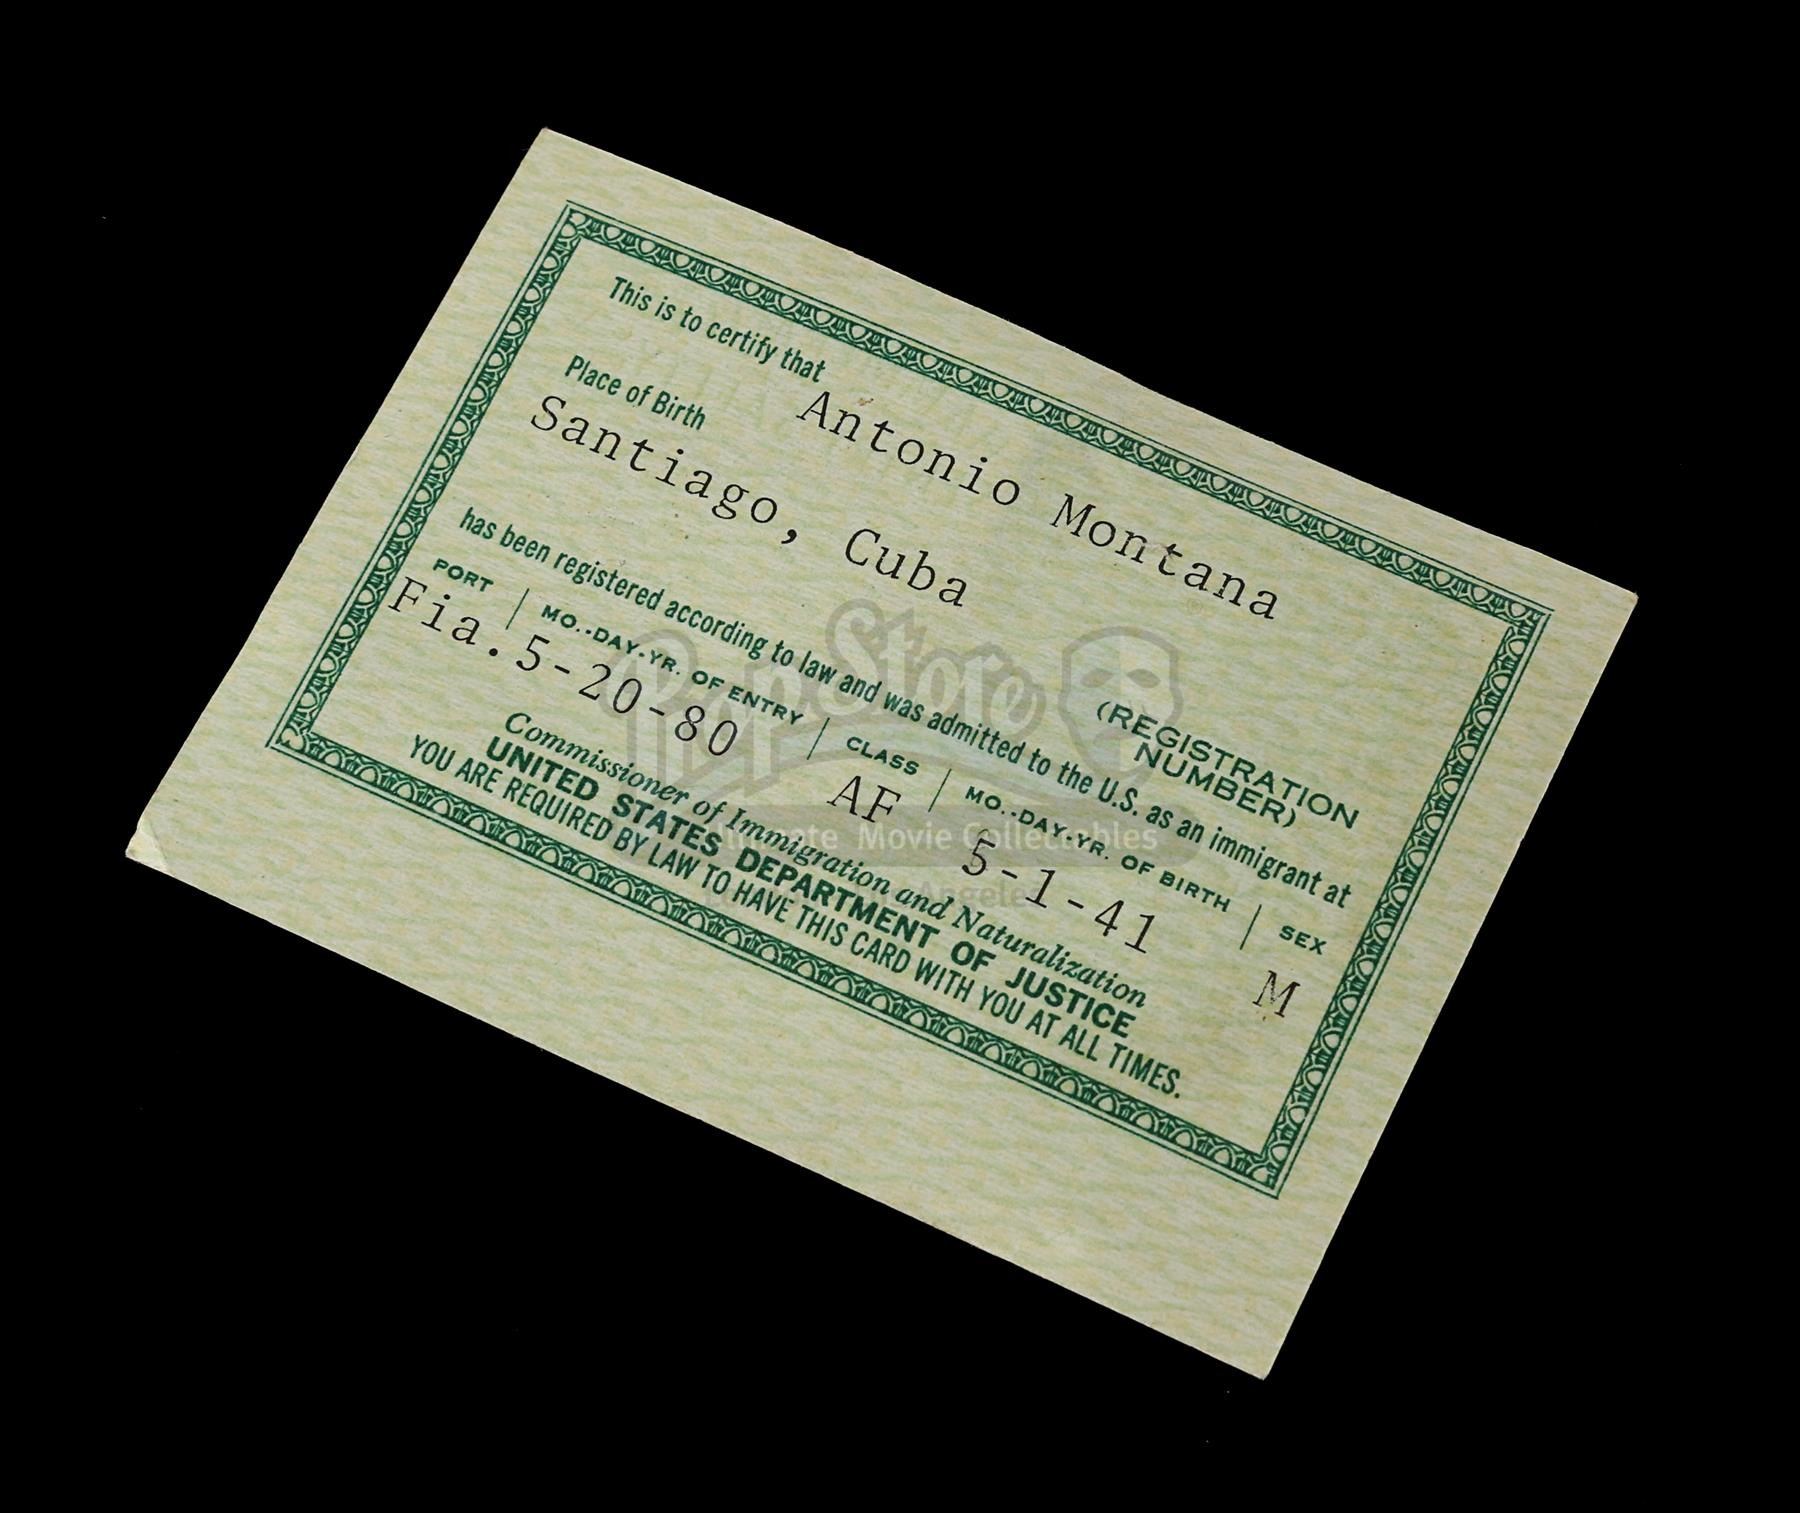 This is to certify that
Antonio Montana
Place of Birth
Santiago, Cuba
(REGISTRATION
NUMBER)
has been registered according to law and was admitted to the U.S. as an immigrant at
PORT | MO.-DAY-YR. OF ENTRY | CLASS | MO.-DAY-YR. OF BIRTH | SEX
Fia. 5-20-80 AF 5-1-41 M
Commissioner of Immigration and Naturalization
UNITED STATES DEPARTMENT OF JUSTICE
YOU ARE REQUIRED BY LAW TO HAVE THIS CARD WITH YOU AT ALL TIMES.
Prop Store
Ultimate Movie Collectables
London Los Angeles